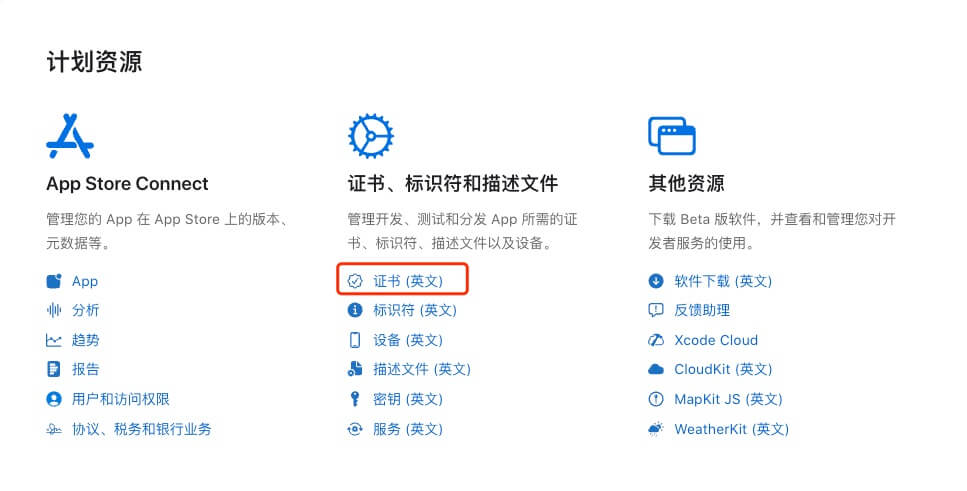 计划资源
App Store Connect
管理您的 App 在 App Store 上的版本、
元数据等。
App
分析
趋势
报告
用户和访问权限
协议、税务和银行业务
证书、标识符和描述文件
管理开发、测试和分发 App 所需的证
书、标识符、描述文件以及设备。
证书 (英文)
标识符 (英文)
设备 (英文)
描述文件 (英文)
密钥 (英文)
服务 (英文)
其他资源
下载 Beta 版软件，并查看和管理您对开
发者服务的使用。
软件下载 (英文)
反馈助理
Xcode Cloud
CloudKit (英文)
MapKit JS (英文)
WeatherKit (英文)